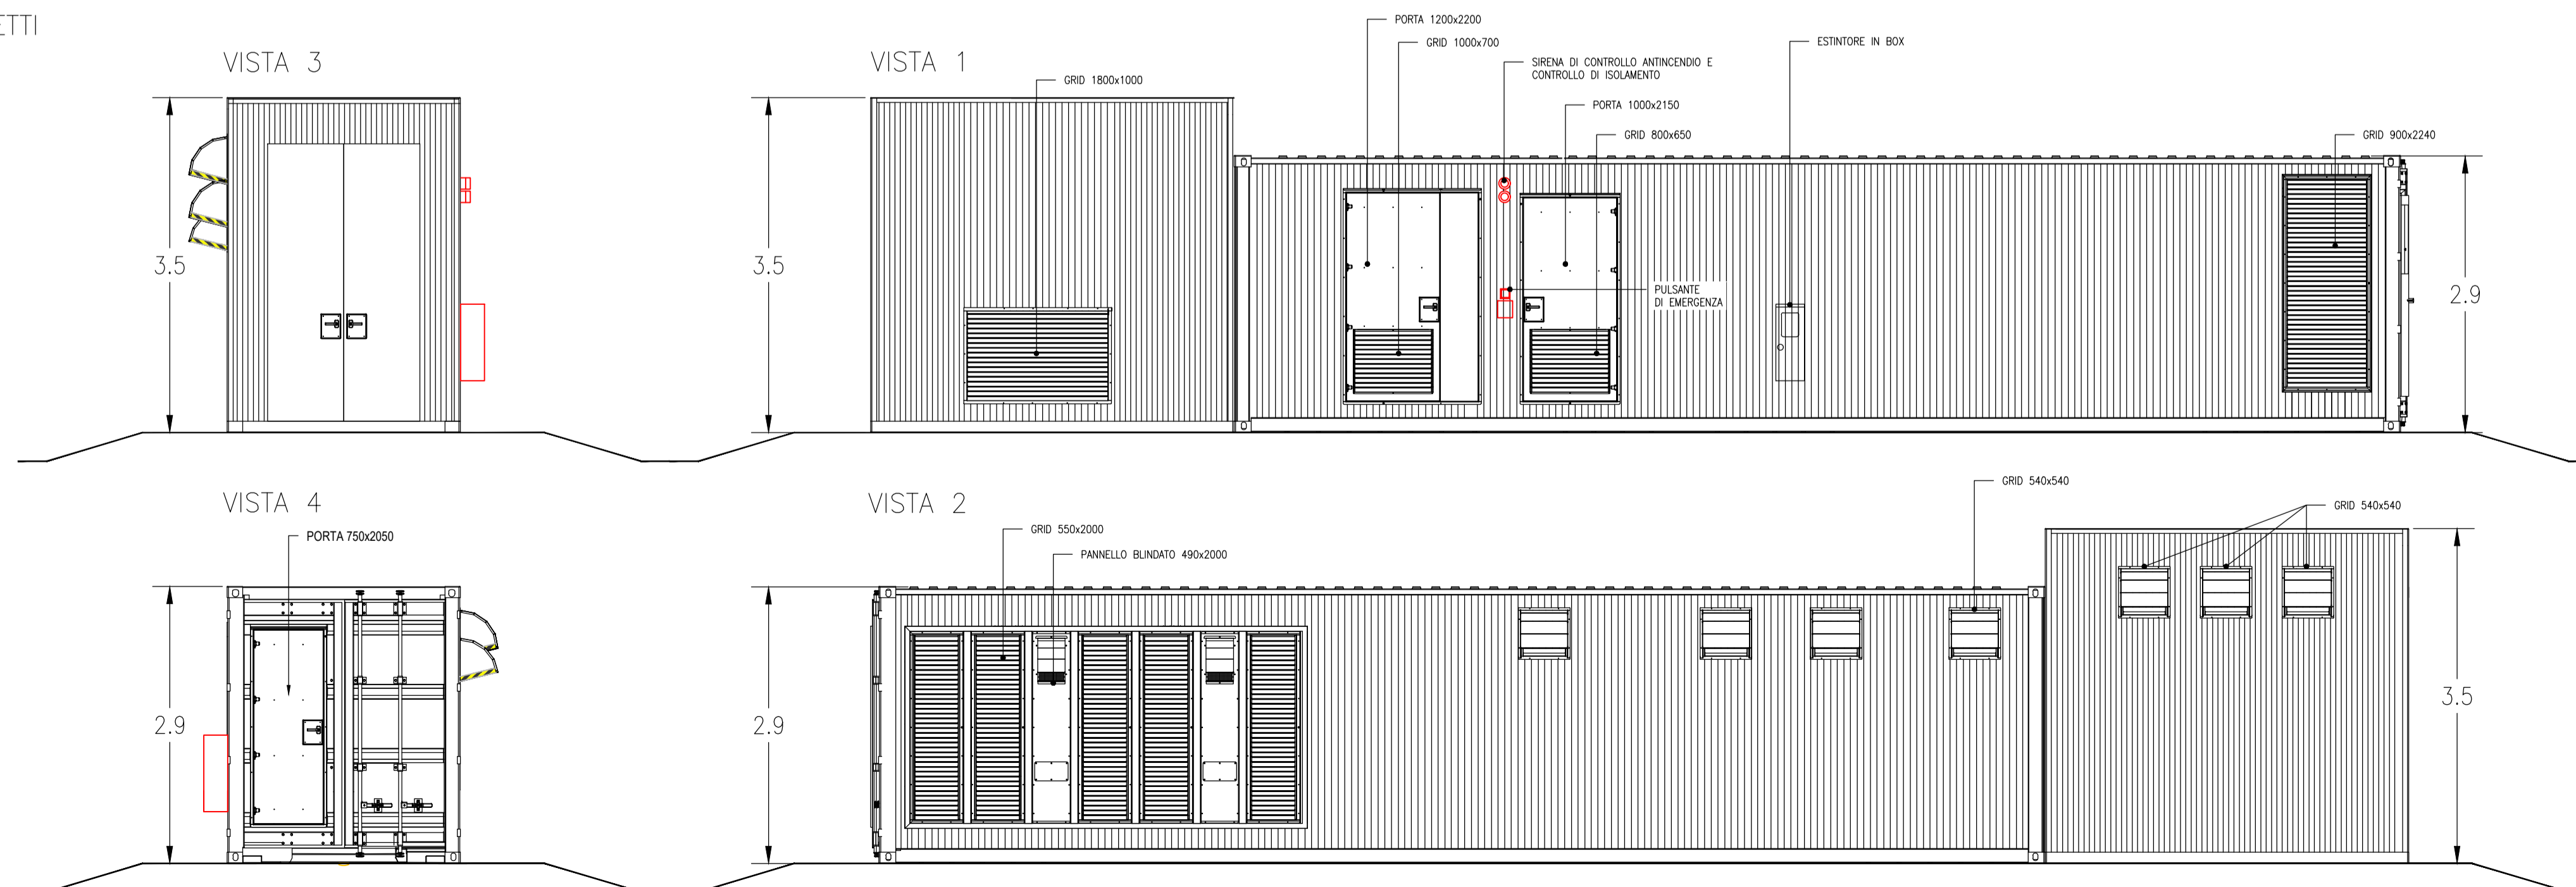 ETTI
VISTA 3
3.5
VISTA 1
GRID 1800x1000
PORTA 1200x2200
GRID 1000x700
SIRENA DI CONTROLLO ANTINCENDIO E
CONTROLLO DI ISOLAMENTO
PORTA 1000x2150
GRID 800x650
ESTINTORE IN BOX
GRID 900x2240
3.5
PULSANTE
DI EMERGENZA
2.9
VISTA 4
PORTA 750x2050
2.9
VISTA 2
GRID 550x2000
PANNELLO BLINDATO 490x2000
GRID 540x540
GRID 540x540
2.9
3.5